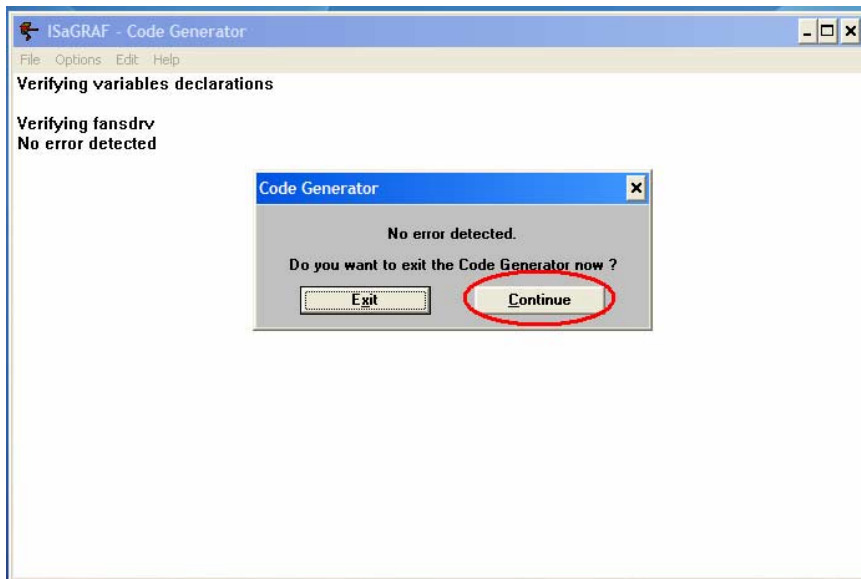 ISaGRAF - Code Generator
File Options Edit Help
Verifying variables declarations
Verifying fansdrv
No error detected
Code Generator
No error detected.
Do you want to exit the Code Generator now ?
Exit Continue